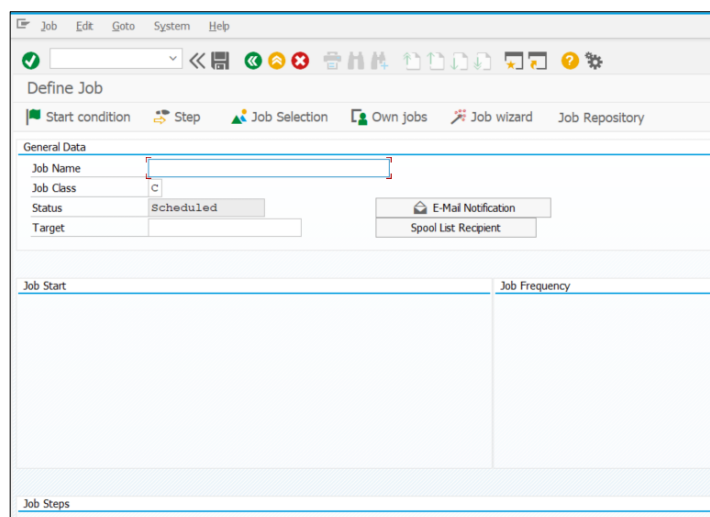 Job Edit Goto System Help
Define Job
Start condition Step Job Selection Own jobs Job wizard Job Repository
General Data
Job Name
Job Class C
Status Scheduled E-Mail Notification
Target Spool List Recipient
Job Start Job Frequency
Job Steps